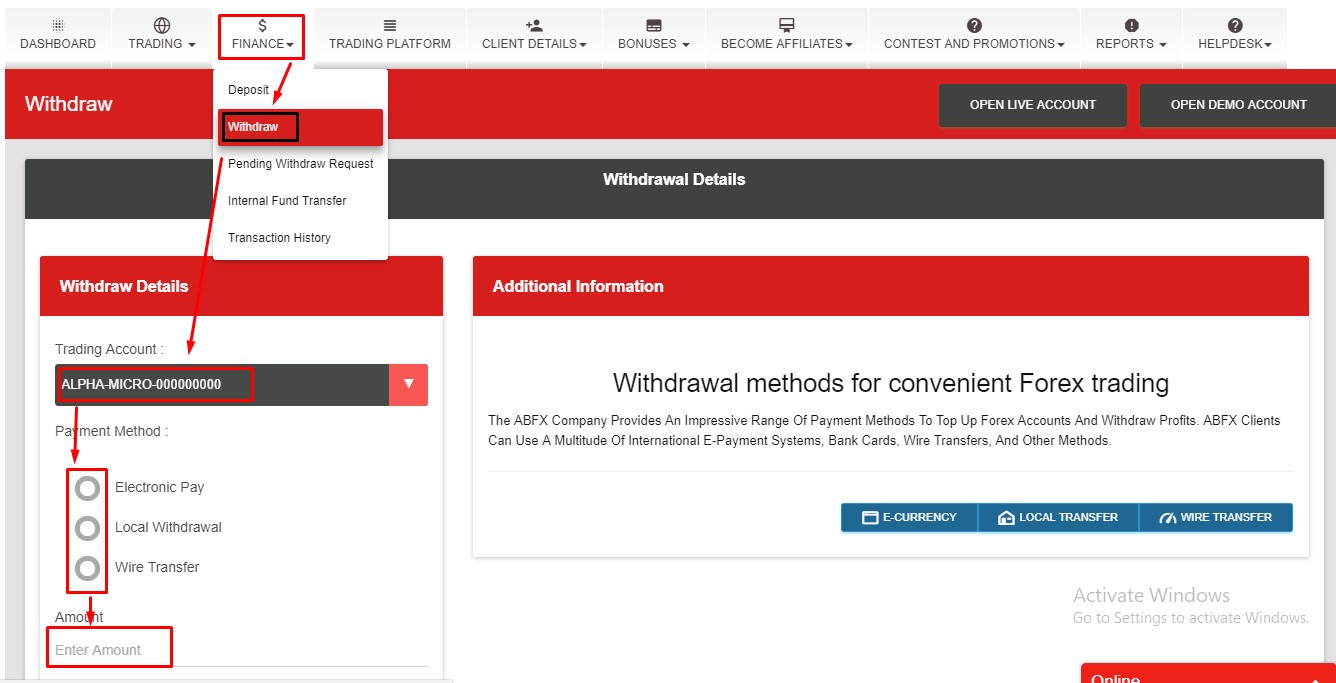 DASHBOARD
TRADING
$
FINANCE
TRADING PLATFORM
CLIENT DETAILS
BONUSES
BECOME AFFILIATES
CONTEST AND PROMOTIONS
REPORTS
HELPDESK
Withdraw
OPEN LIVE ACCOUNT
OPEN DEMO ACCOUNT
Deposit
Withdraw
Pending Withdraw Request
Internal Fund Transfer
Transaction History
Withdrawal Details
Withdraw Details
Trading Account :
ALPHA-MICRO-000000000
Payment Method :
Electronic Pay
Local Withdrawal
Wire Transfer
Amount
Enter Amount
Additional Information
Withdrawal methods for convenient Forex trading
The ABFX Company Provides An Impressive Range Of Payment Methods To Top Up Forex Accounts And Withdraw Profits. ABFX Clients
Can Use A Multitude Of International E-Payment Systems, Bank Cards, Wire Transfers, And Other Methods.
E-CURRENCY
LOCAL TRANSFER
WIRE TRANSFER
Activate Windows
Go to Settings to activate Windows.
Online